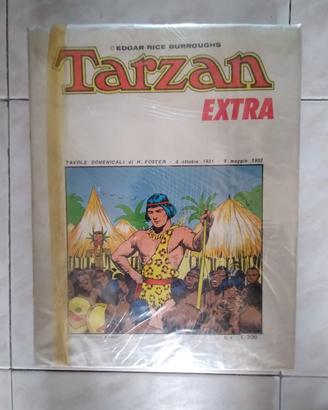 © EDGAR RICE BURROUGHS
Tarzan
EXTRA
TAVOLE DOMENICALI di H. FOSTER - 4 ottobre 1931 - 8 maggio 1932